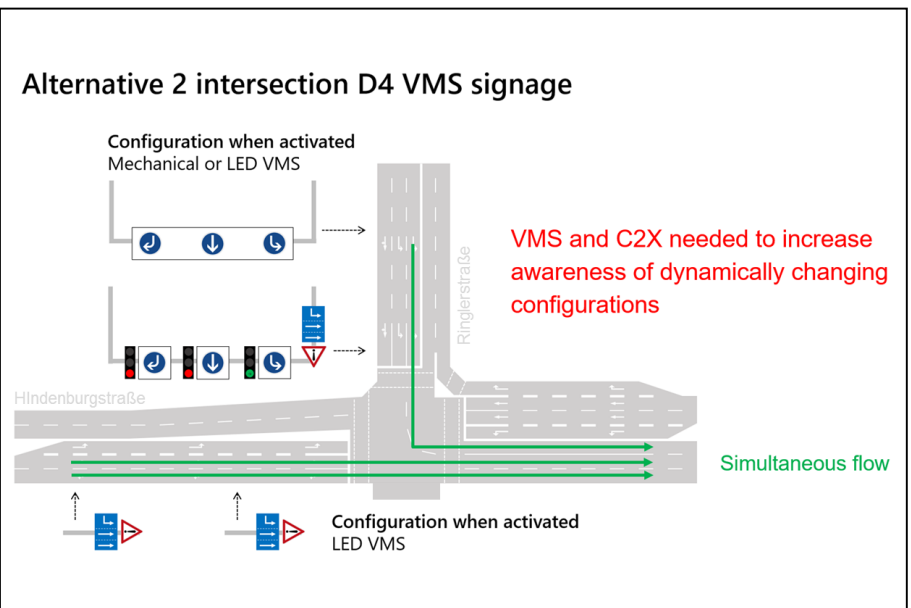 Alternative 2 intersection D4 VMS signage
Configuration when activated
Mechanical or LED VMS
VMS and C2X needed to increase
awareness of dynamically changing
configurations
Ringlerstraße
HIndenburgstraße
Simultaneous flow
Configuration when activated
LED VMS